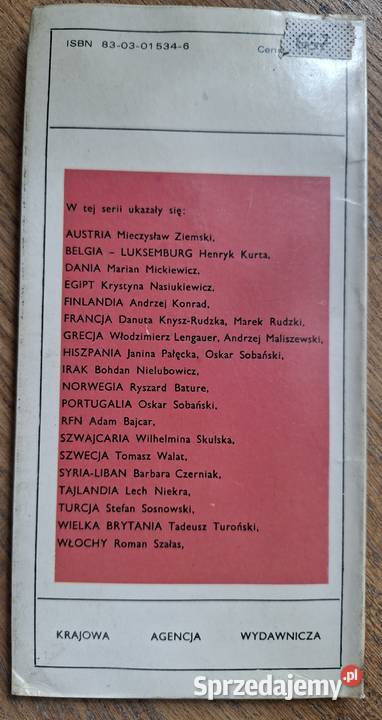 ISBN 83-03-01534-6
Cena
W tej serii ukazały się:
AUSTRIA Mieczysław Ziemski,
BELGIA – LUKSEMBURG Henryk Kurta,
DANIA Marian Mickiewicz,
EGIPT Krystyna Nasiukiewicz,
FINLANDIA Andrzej Konrad,
FRANCJA Danuta Knysz-Rudzka, Marek Rudzki,
GRECJA Włodzimierz Lengauer, Andrzej Maliszewski,
HISZPANIA Janina Pałęcka, Oskar Sobański,
IRAK Bohdan Nielubowicz,
NORWEGIA Ryszard Bature,
PORTUGALIA Oskar Sobański,
RFN Adam Bajcar,
SZWAJCARIA Wilhelmina Skulska,
SZWECJA Tomasz Walat,
SYRIA-LIBAN Barbara Czerniak,
TAJLANDIA Lech Niekra,
TURCJA Stefan Sosnowski,
WIELKA BRYTANIA Tadeusz Turoński,
WŁOCHY Roman Szałas,
KRAJOWA AGENCJA WYDAWNICZA
Sprzedajemy.pl